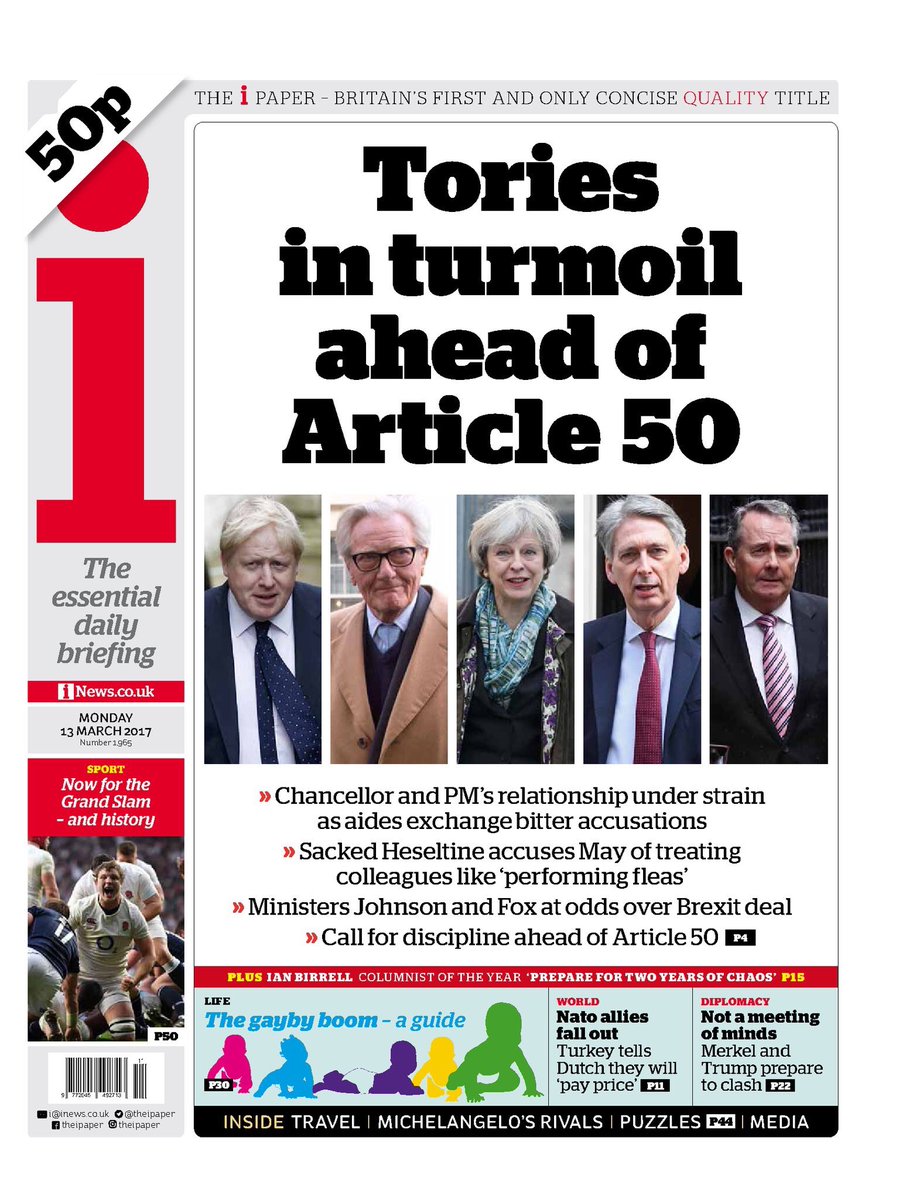 50p
i
THE i PAPER – BRITAIN'S FIRST AND ONLY CONCISE QUALITY TITLE
The
essential
daily
briefing
iNews.co.uk
MONDAY
13 MARCH 2017
Number 1,965
SPORT
Now for the
Grand Slam
– and history
11
O2
P50
9 772045 492713
11
i@inews.co.uk @theipaper
theipaper theipaper
Tories
in turmoil
ahead of
Article 50
» Chancellor and PM's relationship under strain
as aides exchange bitter accusations
» Sacked Heseltine accuses May of treating
colleagues like 'performing fleas'
» Ministers Johnson and Fox at odds over Brexit deal
» Call for discipline ahead of Article 50 P4
PLUS IAN BIRRELL COLUMNIST OF THE YEAR 'PREPARE FOR TWO YEARS OF CHAOS' P15
LIFE
The gayby boom – a guide
P30
WORLD
Nato allies
fall out
Turkey tells
Dutch they will
'pay price' P11
DIPLOMACY
Not a meeting
of minds
Merkel and
Trump prepare
to clash P22
INSIDE TRAVEL | MICHELANGELO'S RIVALS | PUZZLES P44 | MEDIA